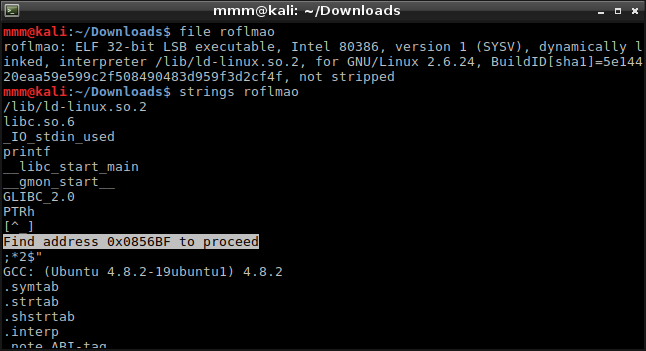 mmm@kali: ~/Downloads
mmm@kali:~/Downloads$ file roflmao
roflmao: ELF 32-bit LSB executable, Intel 80386, version 1 (SYSV), dynamically l
inked, interpreter /lib/ld-linux.so.2, for GNU/Linux 2.6.24, BuildID[sha1]=5e144
20eaa59e599c2f508490483d959f3d2cf4f, not stripped
mmm@kali:~/Downloads$ strings roflmao
/lib/ld-linux.so.2
libc.so.6
_IO_stdin_used
printf
__libc_start_main
__gmon_start__
GLIBC_2.0
PTRh
[^_]
Find address 0x0856BF to proceed
;*2$"
GCC: (Ubuntu 4.8.2-19ubuntu1) 4.8.2
.symtab
.strtab
.shstrtab
.interp
.note.ABI-tag